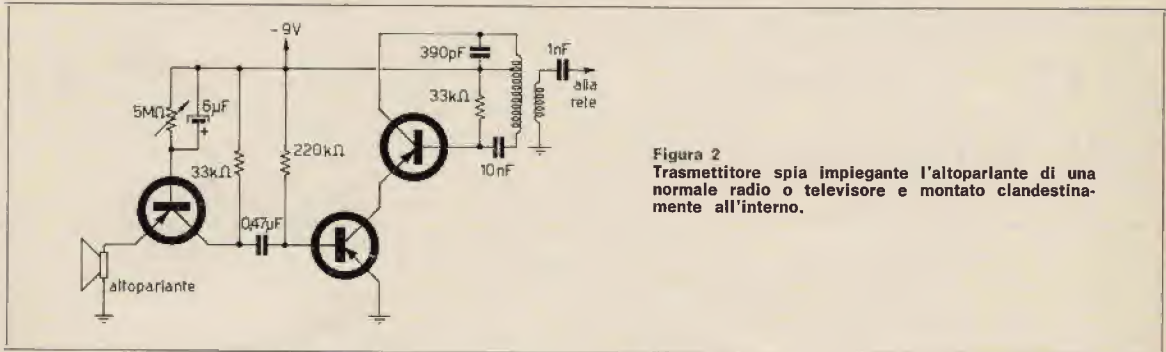 -9V
390pF
1nF
alla
rete
5MΩ
6µF
+
33kΩ
33kΩ
220kΩ
10nF
0,47µF
altoparlante
Figura 2
Trasmettitore spia impiegante l'altoparlante di una
normale radio o televisore e montato clandestina-
mente all'interno.